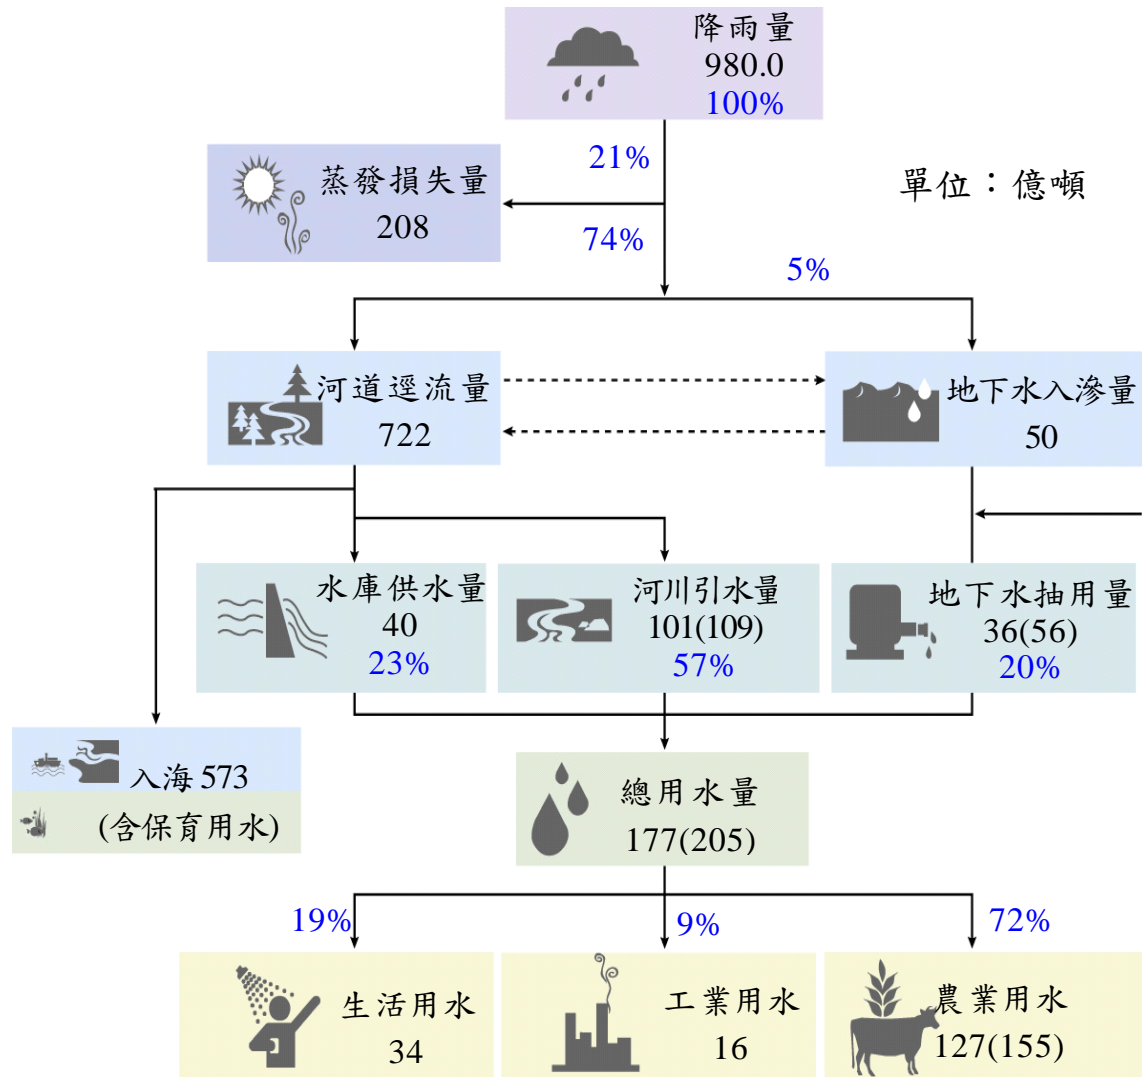 降雨量
980.0
100%
21%
蒸發損失量
208
單位：億噸
74%
5%
河道逕流量
722
地下水入滲量
50
水庫供水量
40
23%
河川引水量
101(109)
57%
地下水抽用量
36(56)
20%
入海 573
(含保育用水)
總用水量
177(205)
19%
9%
72%
生活用水
34
工業用水
16
農業用水
127(155)